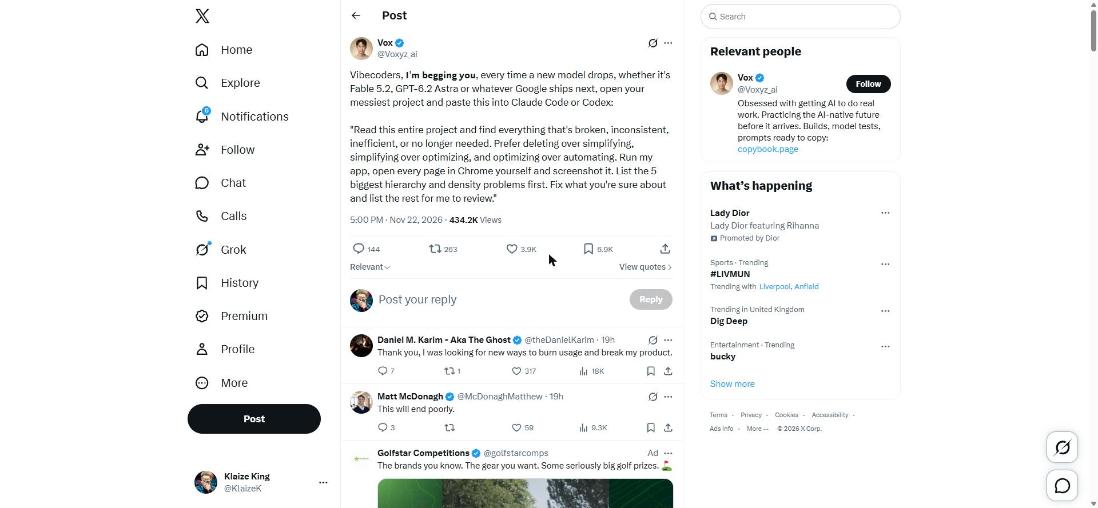 Home
Explore
6
Notifications
Follow
Chat
Calls
Grok
History
Premium
Profile
More
Post
Klaize King
@KlaizeK
Post
Vox
@Voxyz_ai
Vibecoders, I'm begging you, every time a new model drops, whether it's
Fable 5.2, GPT-6.2 Astra or whatever Google ships next, open your
messiest project and paste this into Claude Code or Codex:
"Read this entire project and find everything that's broken, inconsistent,
inefficient, or no longer needed. Prefer deleting over simplifying,
simplifying over optimizing, and optimizing over automating. Run my
app, open every page in Chrome yourself and screenshot it. List the 5
biggest hierarchy and density problems first. Fix what you're sure about
and list the rest for me to review."
5:00 PM · Nov 22, 2026 · 434.2K Views
144 263 3.9K 6.9K
Relevant View quotes
Post your reply Reply
Daniel M. Karim - Aka The Ghost @theDanielKarim · 19h
Thank you, I was looking for new ways to burn usage and break my product.
7 1 317 18K
Matt McDonagh @McDonaghMatthew · 19h
This will end poorly.
3 59 9.3K
Golfstar Competitions @golfstarcomps Ad
The brands you know. The gear you want. Some seriously big golf prizes.
Search
Relevant people
Vox
@Voxyz_ai
Follow
Obsessed with getting AI to do real
work. Practicing the AI-native future
before it arrives. Builds, model tests,
prompts ready to copy:
copybook.page
What's happening
Lady Dior
Lady Dior featuring Rihanna
Promoted by Dior
Sports · Trending
#LIVMUN
Trending with Liverpool, Anfield
Trending in United Kingdom
Dig Deep
Entertainment · Trending
bucky
Show more
Terms · Privacy · Cookies · Accessibility ·
Ads info · More ··· © 2026 X Corp.